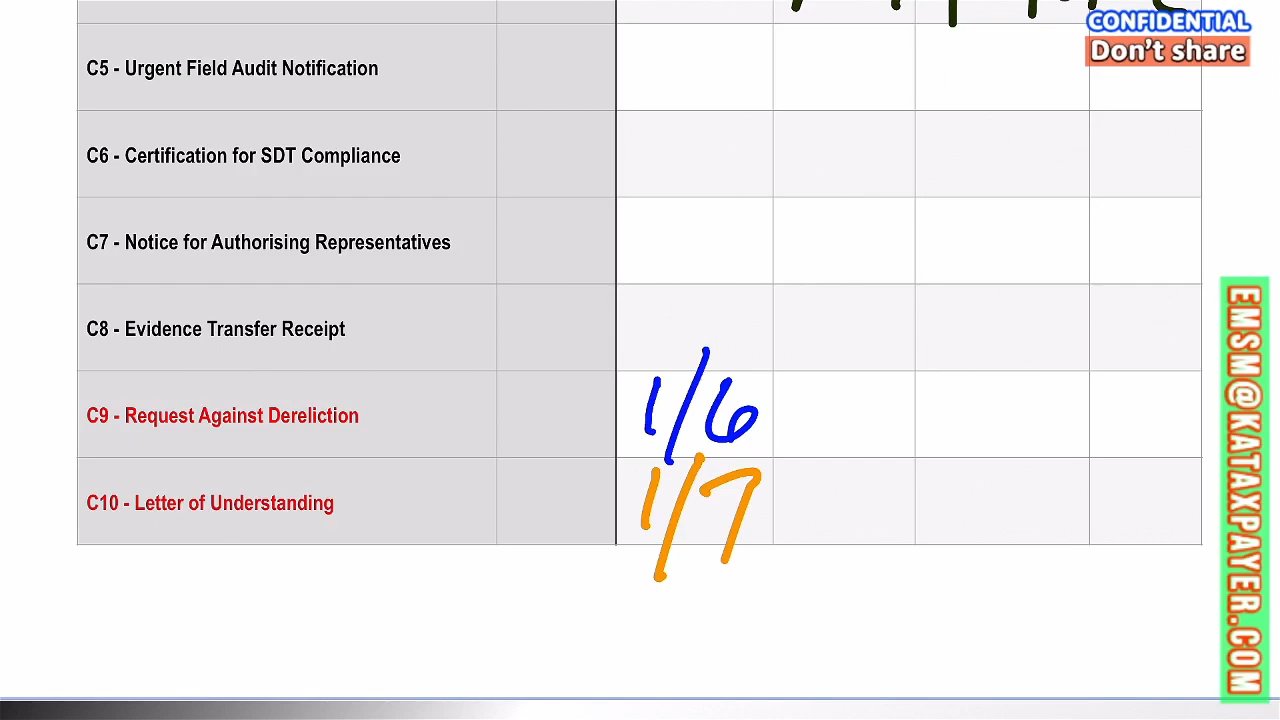 CONFIDENTIAL
Don't share
C5 - Urgent Field Audit Notification
C6 - Certification for SDT Compliance
C7 - Notice for Authorising Representatives
C8 - Evidence Transfer Receipt
C9 - Request Against Dereliction
1/6
C10 - Letter of Understanding
1/7
EMSM@KATAXPAYER.COM